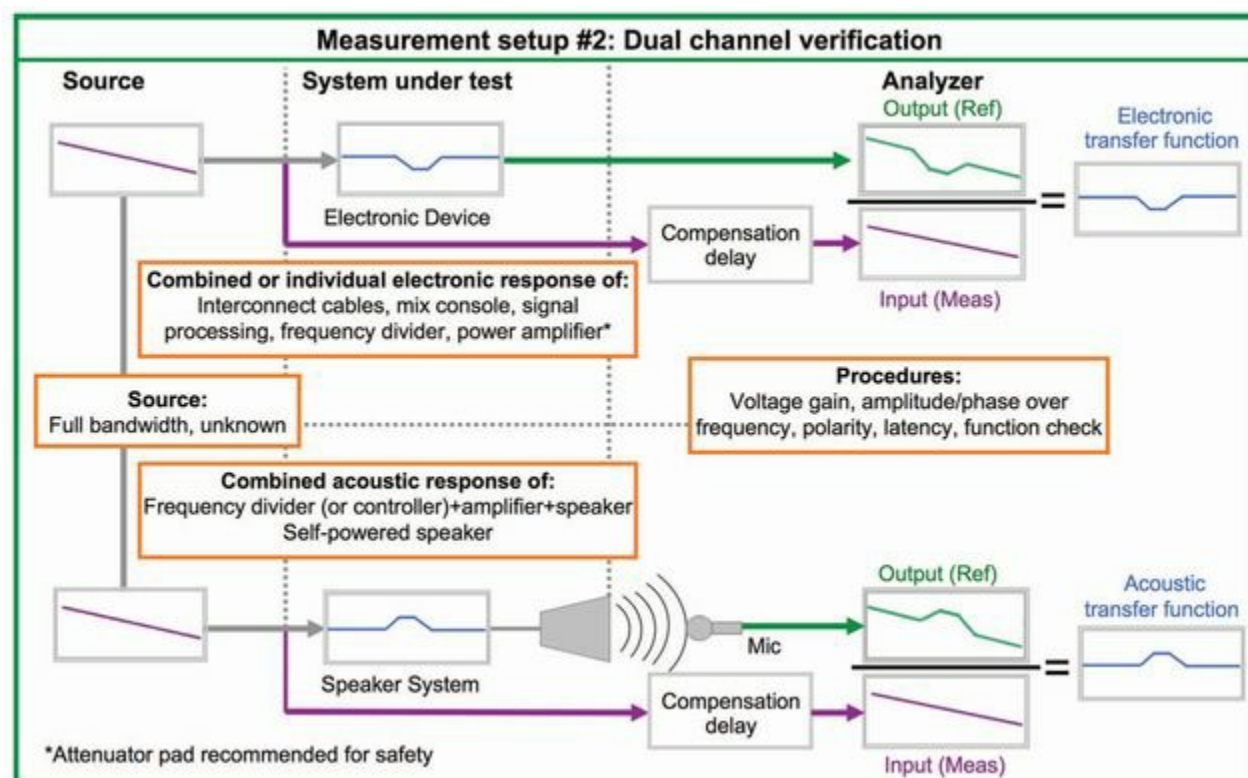 Measurement setup #2: Dual channel verification
Source
System under test
Analyzer
Output (Ref)
Electronic
transfer function
=
Electronic Device
Compensation
delay
Input (Meas)
Combined or individual electronic response of:
Interconnect cables, mix console, signal
processing, frequency divider, power amplifier*
Source:
Full bandwidth, unknown
Procedures:
Voltage gain, amplitude/phase over
frequency, polarity, latency, function check
Combined acoustic response of:
Frequency divider (or controller)+amplifier+speaker
Self-powered speaker
Output (Ref)
Acoustic
transfer function
=
Mic
Speaker System
Compensation
delay
Input (Meas)
*Attenuator pad recommended for safety